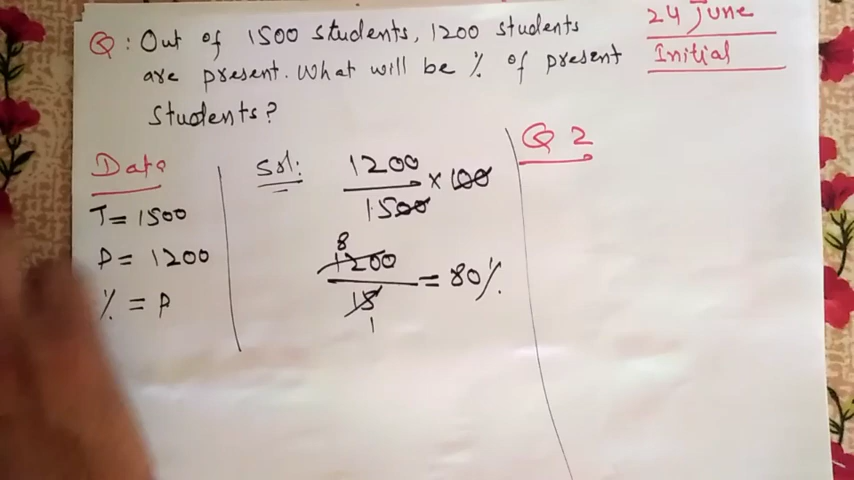 Q: Out of 1500 students, 1200 students
are present. What will be % of present
students?
24 June
Initial
Data
T = 1500
P = 1200
% = P
Sol:
1200
1500
× 100
8
1200
15
1
= 80%
Q 2